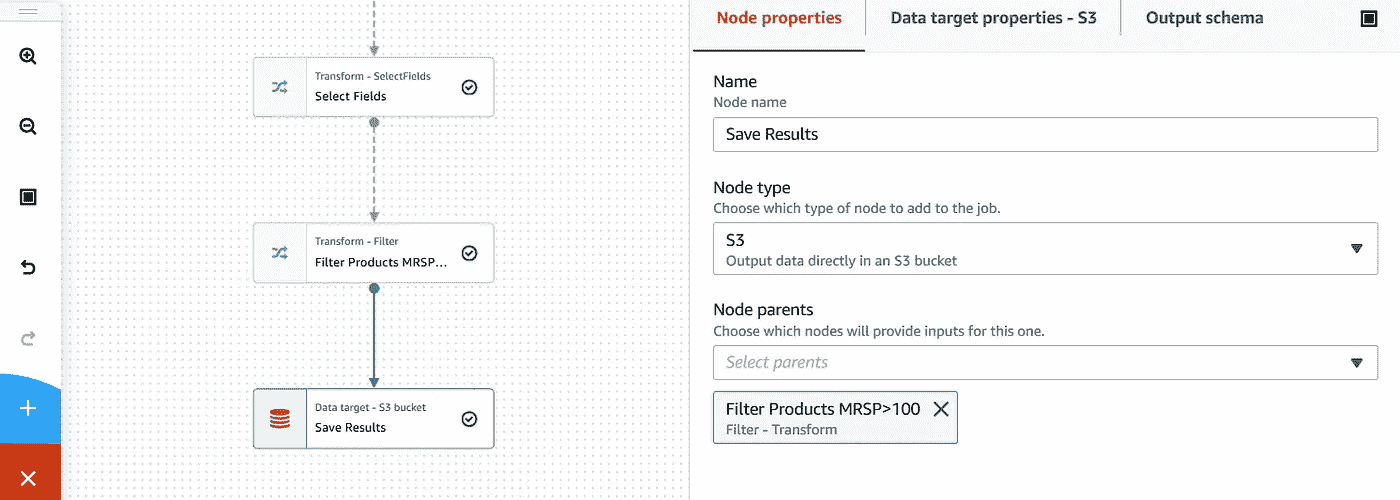 Transform - SelectFields
Select Fields
Transform - Filter
Filter Products MRSP...
Data target - S3 bucket
Save Results
Node properties
Data target properties - S3
Output schema
Name
Node name
Save Results
Node type
Choose which type of node to add to the job.
S3
Output data directly in an S3 bucket
Node parents
Choose which nodes will provide inputs for this one.
Select parents
Filter Products MRSP>100
Filter - Transform